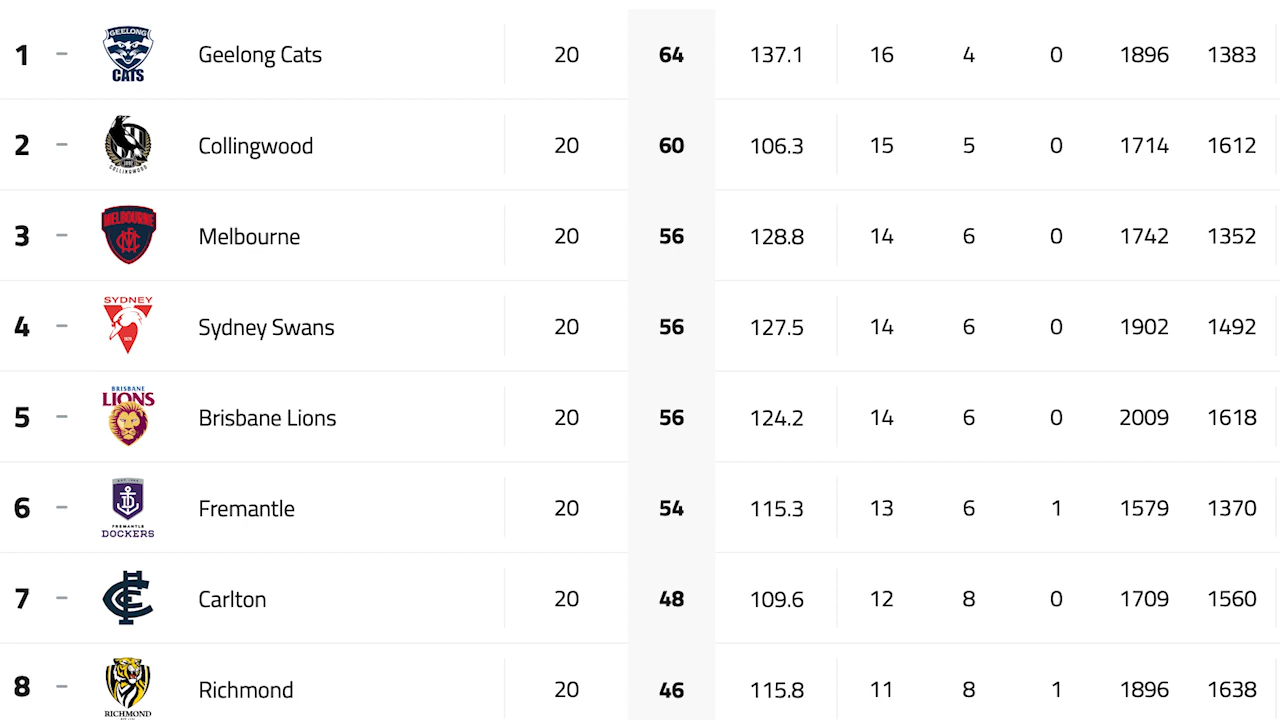 1 – GEELONG CATS Geelong Cats 20 64 137.1 16 4 0 1896 1383
2 – COLLINGWOOD Collingwood 20 60 106.3 15 5 0 1714 1612
3 – MELBOURNE Melbourne 20 56 128.8 14 6 0 1742 1352
4 – SYDNEY Sydney Swans 20 56 127.5 14 6 0 1902 1492
5 – BRISBANE LIONS Brisbane Lions 20 56 124.2 14 6 0 2009 1618
6 – FREMANTLE DOCKERS Fremantle 20 54 115.3 13 6 1 1579 1370
7 – Carlton 20 48 109.6 12 8 0 1709 1560
8 – RICHMOND Richmond 20 46 115.8 11 8 1 1896 1638